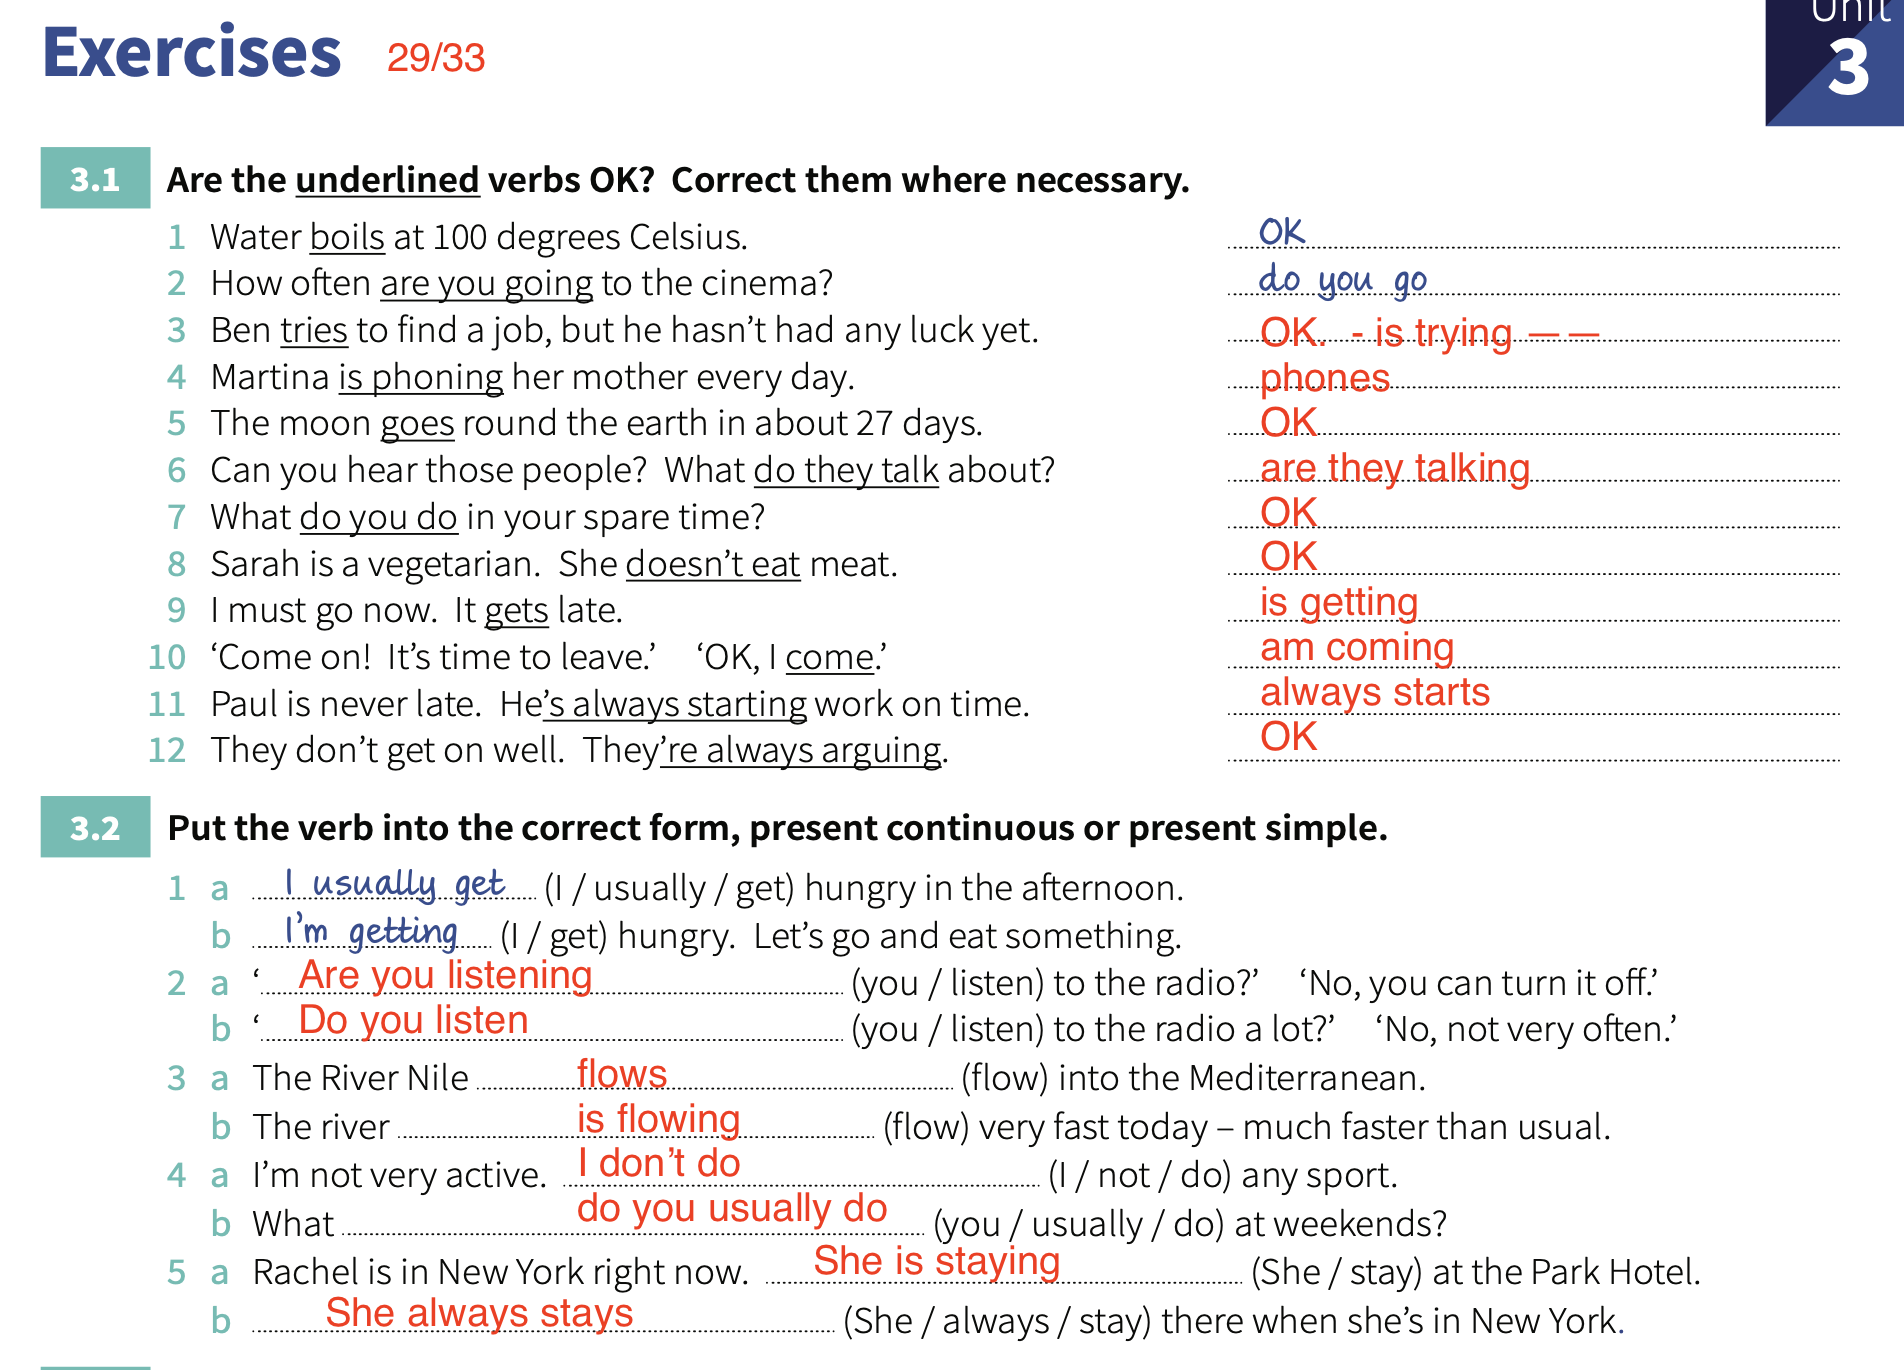 Exercises 29/33
Unit
3
3.1 Are the underlined verbs OK? Correct them where necessary.
1 Water boils at 100 degrees Celsius. OK
2 How often are you going to the cinema? do you go
3 Ben tries to find a job, but he hasn’t had any luck yet. OK. - is trying — —
4 Martina is phoning her mother every day. phones
5 The moon goes round the earth in about 27 days. OK
6 Can you hear those people? What do they talk about? are they talking
7 What do you do in your spare time? OK
8 Sarah is a vegetarian. She doesn’t eat meat. OK
9 I must go now. It gets late. is getting
10 ‘Come on! It’s time to leave.’ ‘OK, I come.’ am coming
11 Paul is never late. He’s always starting work on time. always starts
12 They don’t get on well. They’re always arguing. OK
3.2 Put the verb into the correct form, present continuous or present simple.
1 a I usually get (I / usually / get) hungry in the afternoon.
b I’m getting (I / get) hungry. Let’s go and eat something.
2 a ‘ Are you listening (you / listen) to the radio?’ ‘No, you can turn it off.’
b ‘ Do you listen (you / listen) to the radio a lot?’ ‘No, not very often.’
3 a The River Nile flows (flow) into the Mediterranean.
b The river is flowing (flow) very fast today – much faster than usual.
4 a I’m not very active. I don’t do (I / not / do) any sport.
b What do you usually do (you / usually / do) at weekends?
5 a Rachel is in New York right now. She is staying (She / stay) at the Park Hotel.
b She always stays (She / always / stay) there when she’s in New York.